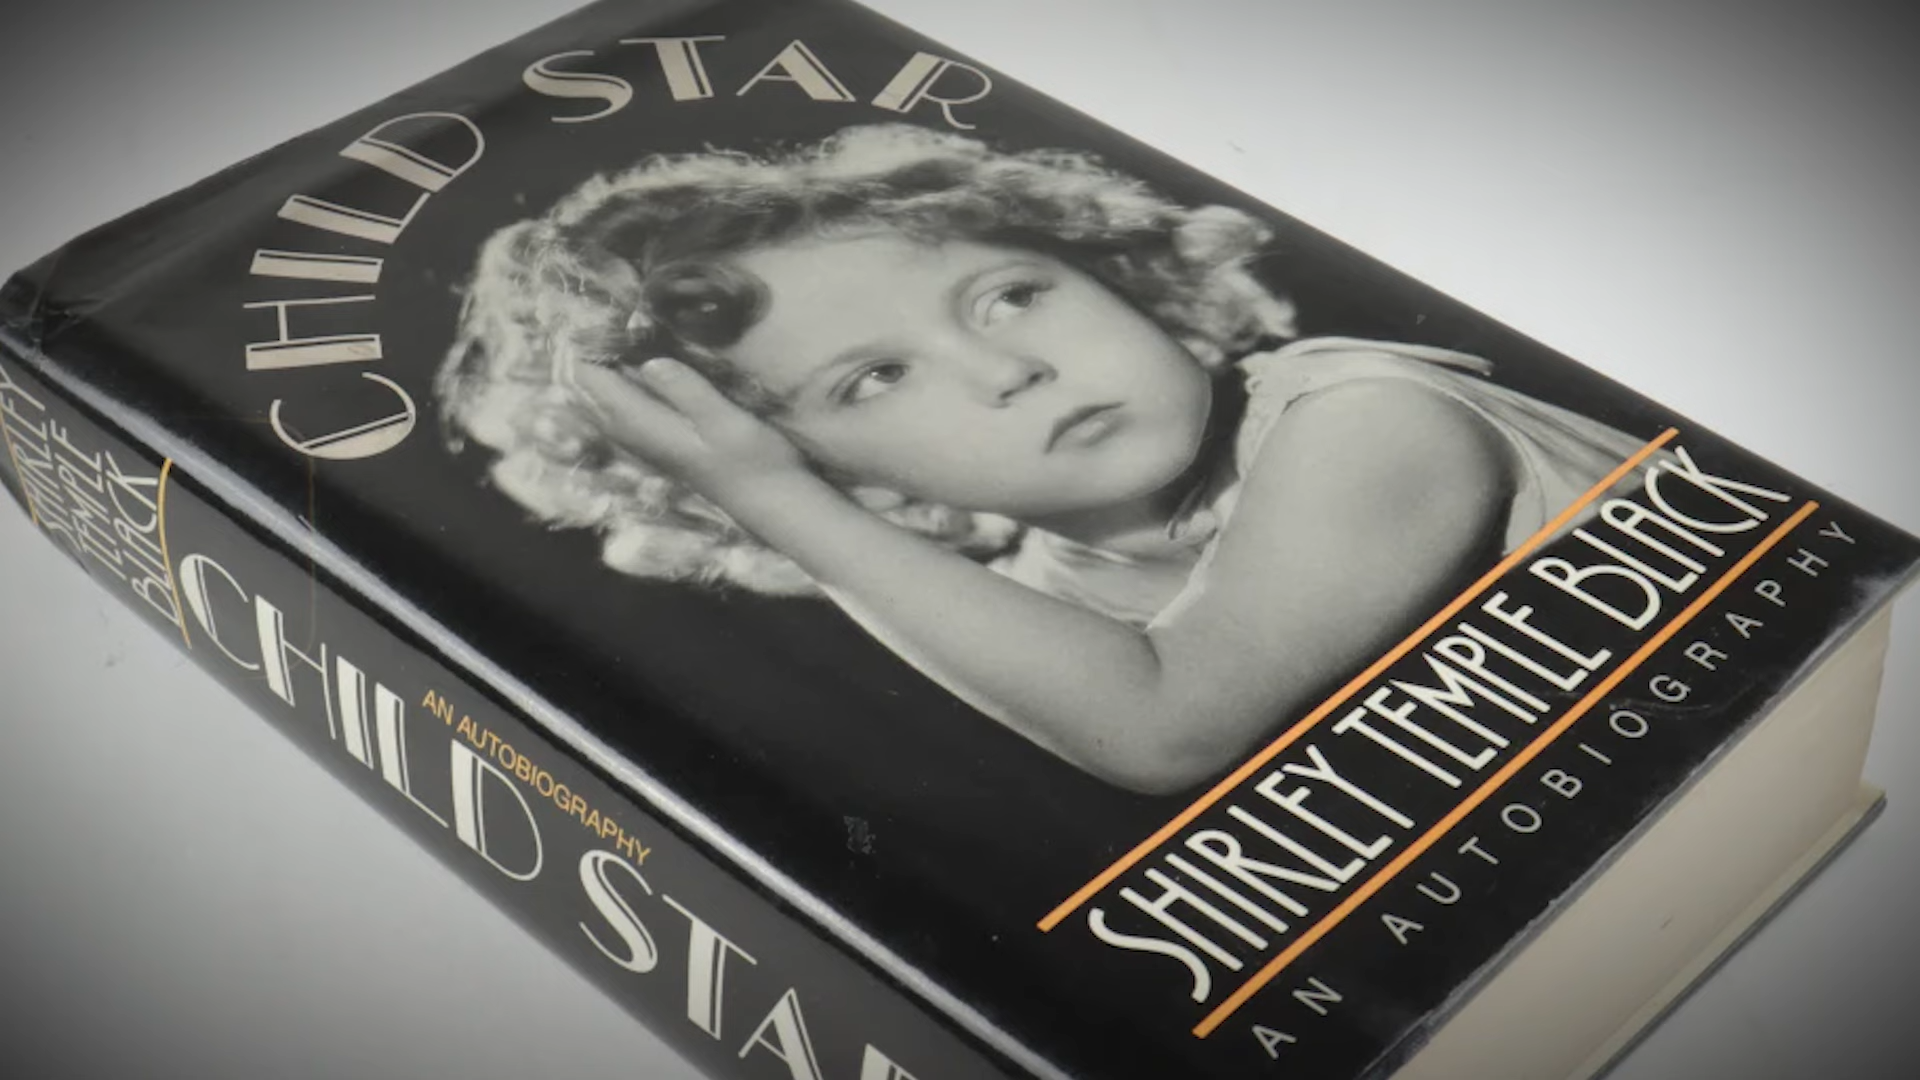 CHILD STAR
SHIRLEY TEMPLE BLACK
AN AUTOBIOGRAPHY
SHIRLEY
TEMPLE
BLACK
CHILD STAR
AN AUTOBIOGRAPHY